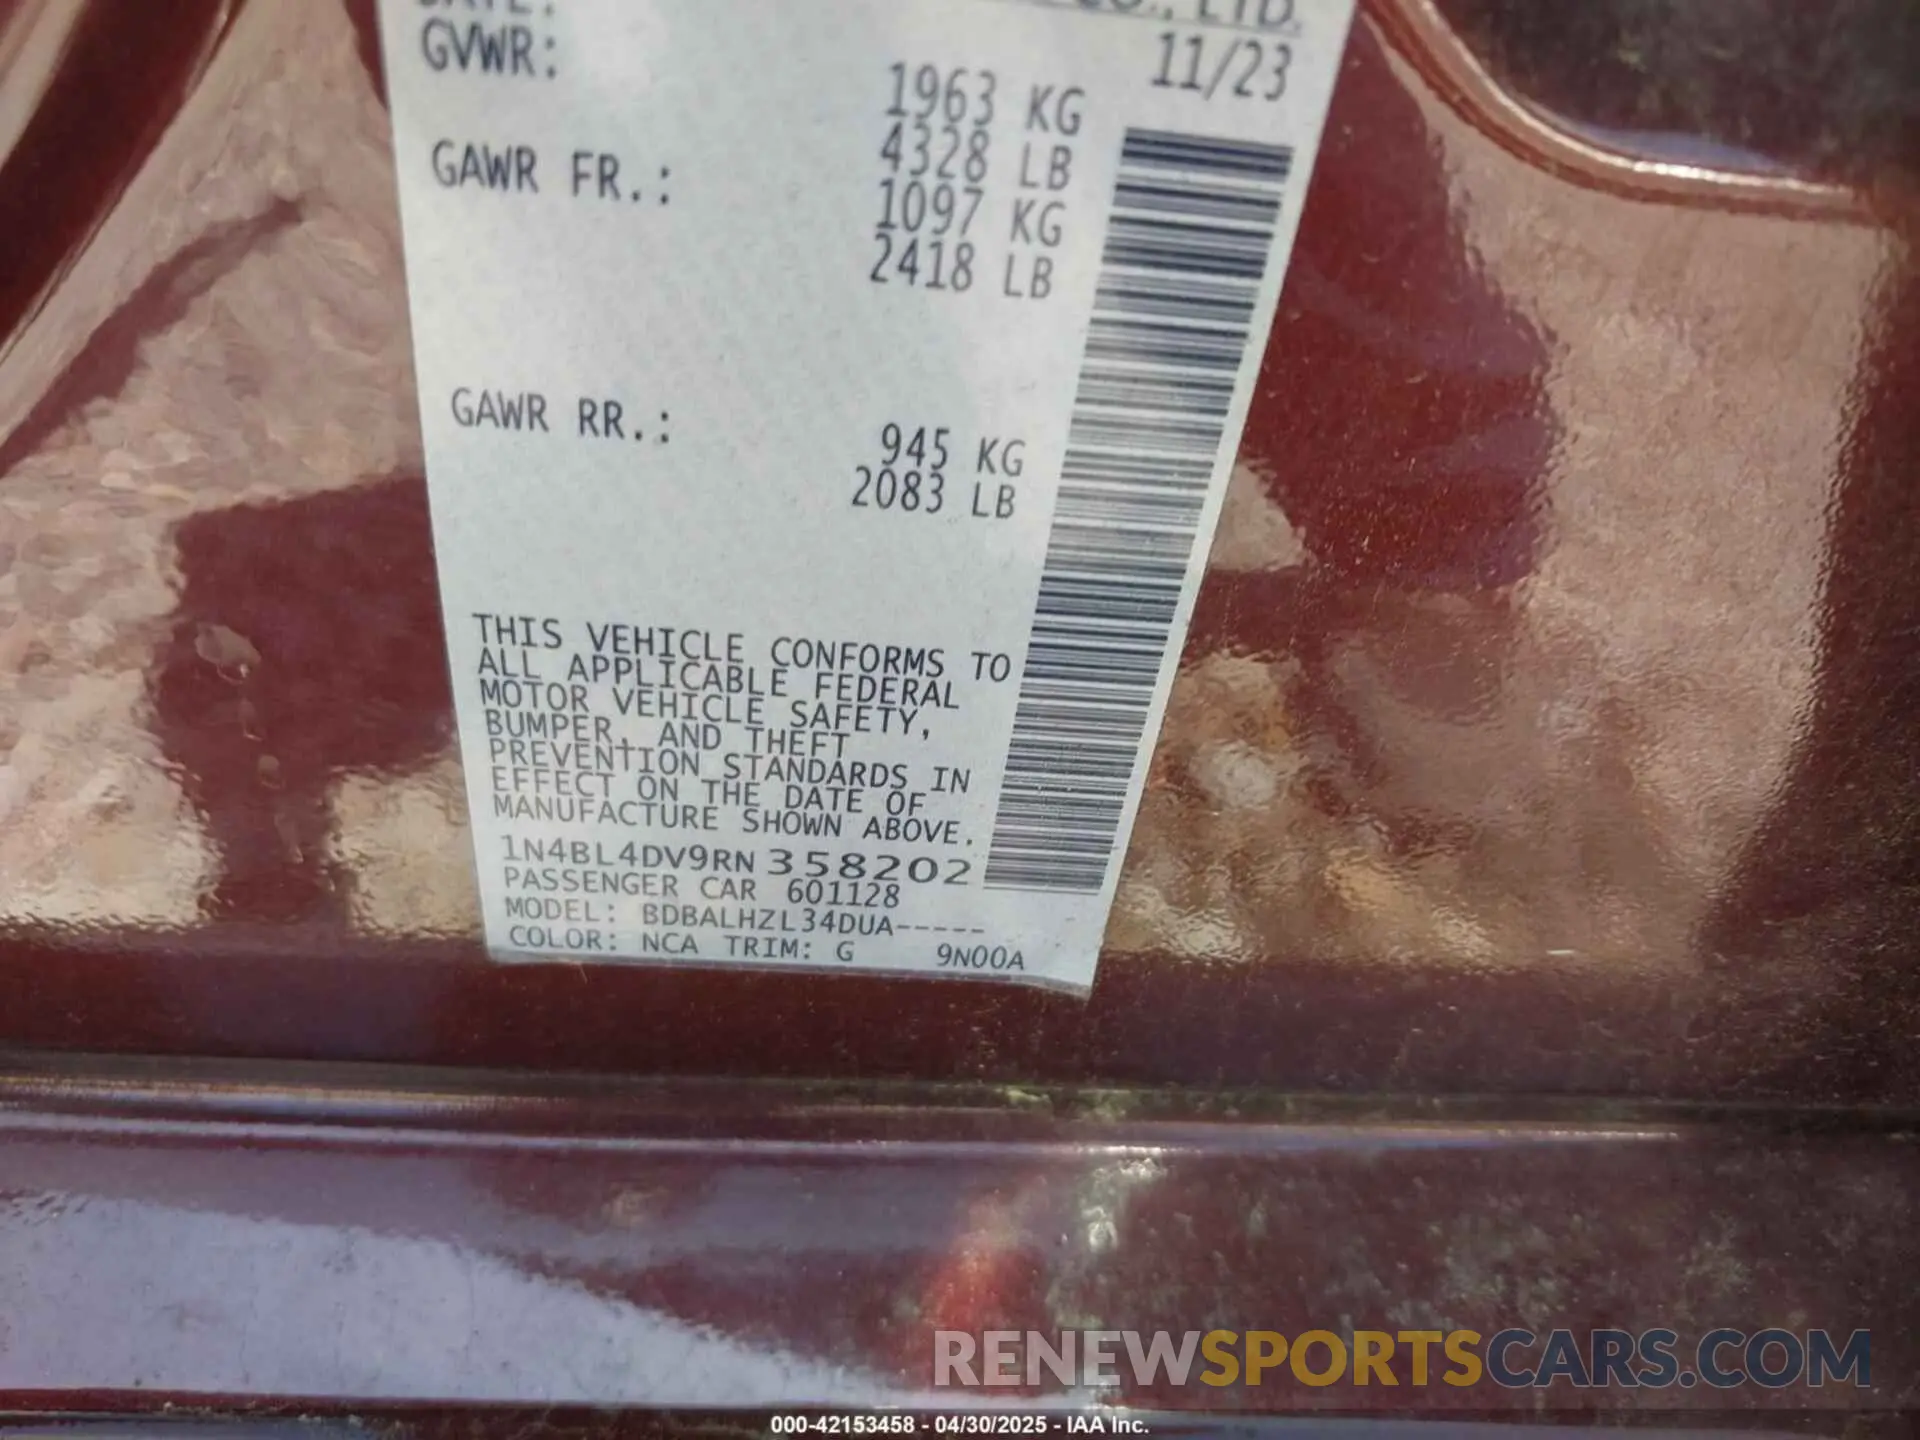 DATE:
CO., LTD.
11/23
GVWR:
1963 KG
4328 LB
GAWR FR.:
1097 KG
2418 LB
GAWR RR.:
945 KG
2083 LB
THIS VEHICLE CONFORMS TO
ALL APPLICABLE FEDERAL
MOTOR VEHICLE SAFETY,
BUMPER, AND THEFT
PREVENTION STANDARDS IN
EFFECT ON THE DATE OF
MANUFACTURE SHOWN ABOVE.
1N4BL4DV9RN358202
PASSENGER CAR 601128
MODEL: BDBALHZL34DUA-----
COLOR: NCA TRIM: G 9N00A
RENEWSPORTSCARS.COM
000-42153458 - 04/30/2025 - IAA Inc.